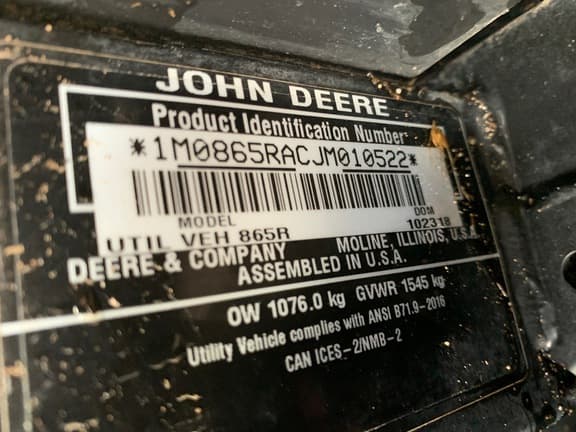 JOHN DEERE
Product Identification Number
*1M0865RACJM010522*
MODEL DOM
UTIL VEH 865R 102318
DEERE & COMPANY MOLINE, ILLINOIS, U.S.A.
ASSEMBLED IN U.S.A.
OW 1076.0 kg GVWR 1545 kg
Utility Vehicle complies with ANSI B71.9-2016
CAN ICES-2/NMB-2